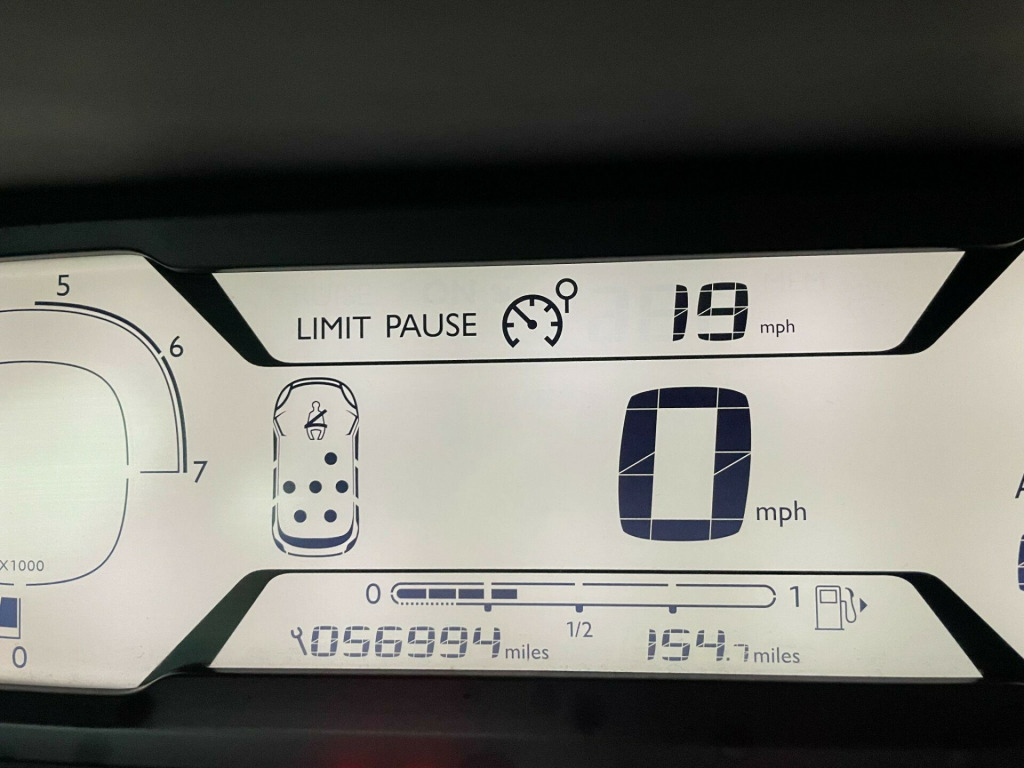 5
6
7
X1000
0
LIMIT PAUSE 19 mph
0 mph
0 1/2 1
056994 miles 154.7 miles
A